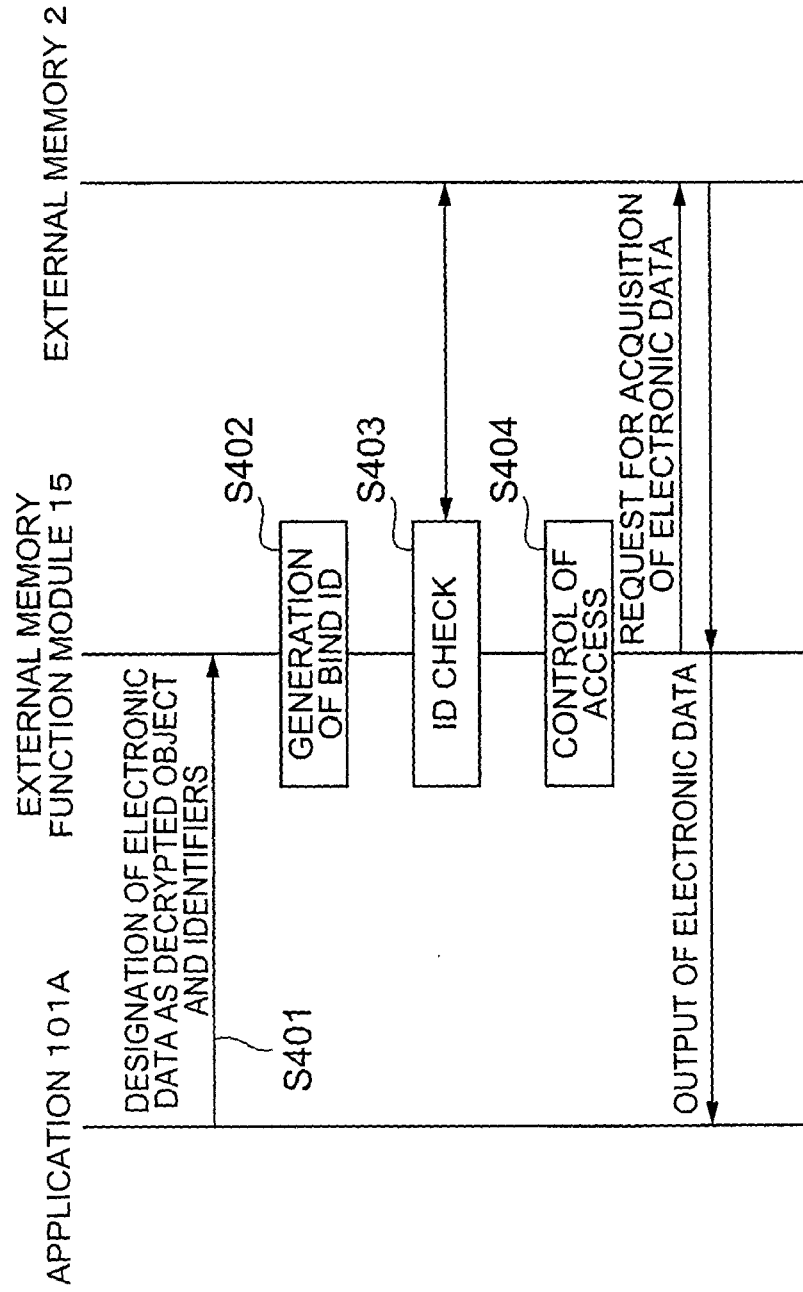 APPLICATION 101A
EXTERNAL MEMORY
FUNCTION MODULE 15
EXTERNAL MEMORY 2
DESIGNATION OF ELECTRONIC
DATA AS DECRYPTED OBJECT
AND IDENTIFIERS
S401
GENERATION
OF BIND ID
S402
ID CHECK
S403
CONTROL OF
ACCESS
S404
REQUEST FOR ACQUISITION
OF ELECTRONIC DATA
OUTPUT OF ELECTRONIC DATA